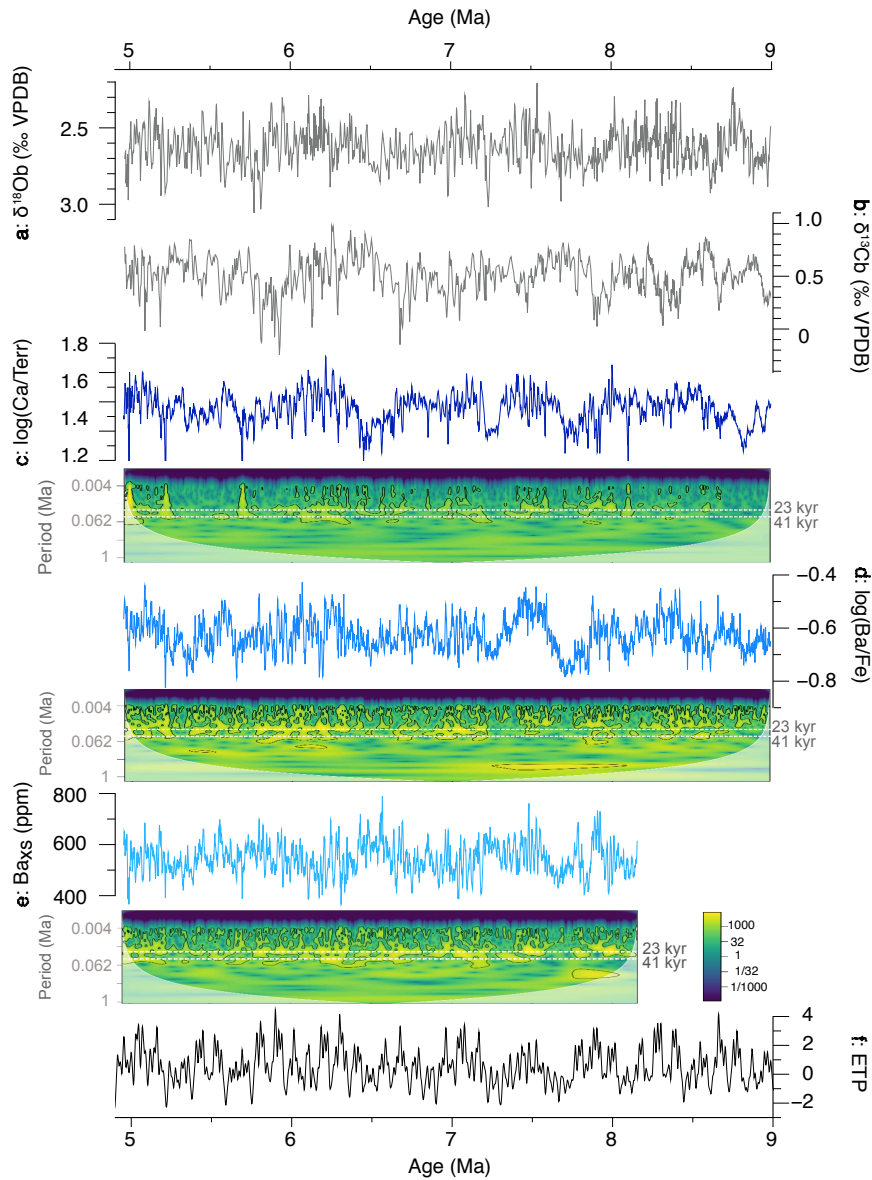 Age (Ma)
5 6 7 8 9
a: δ¹⁸Ob (‰ VPDB)
2.5
3.0
b: δ¹³Cb (‰ VPDB)
1.0
0.5
0
c: log(Ca/Terr)
1.8
1.6
1.4
1.2
Period (Ma)
0.004
0.062
1
23 kyr
41 kyr
d: log(Ba/Fe)
−0.4
−0.6
−0.8
Period (Ma)
0.004
0.062
1
23 kyr
41 kyr
e: Baxs (ppm)
800
600
400
Period (Ma)
0.004
0.062
1
23 kyr
41 kyr
1000
32
1
1/32
1/1000
f: ETP
4
2
0
−2
5 6 7 8 9
Age (Ma)